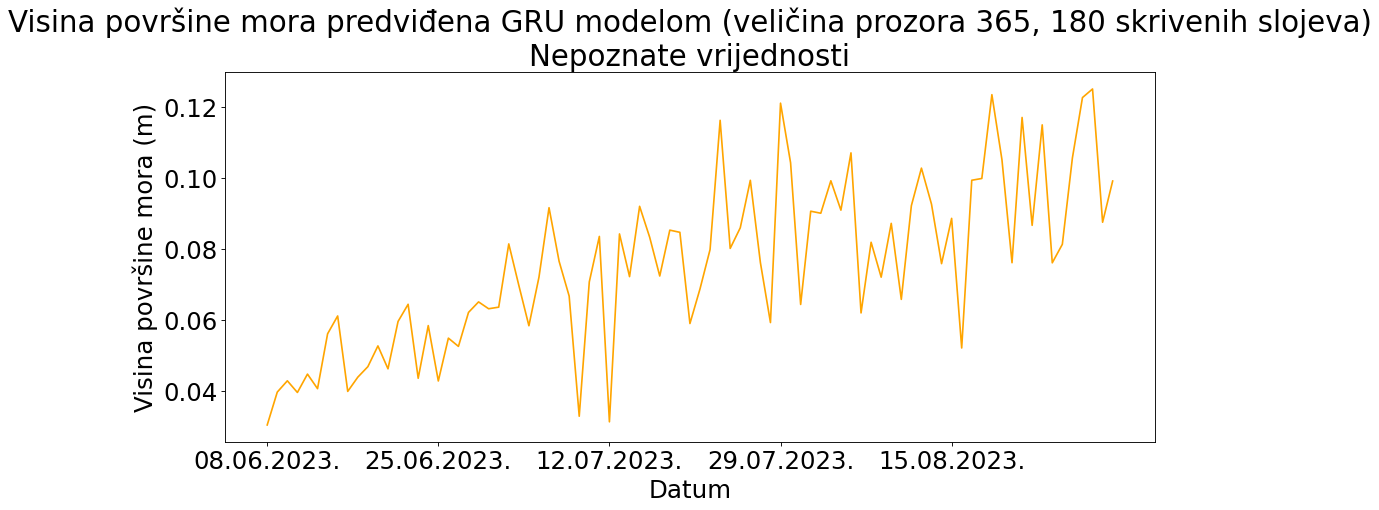 Visina površine mora predviđena GRU modelom (veličina prozora 365, 180 skrivenih slojeva)
Nepoznate vrijednosti
Visina površine mora (m)
0.12
0.10
0.08
0.06
0.04
08.06.2023. 25.06.2023. 12.07.2023. 29.07.2023. 15.08.2023.
Datum